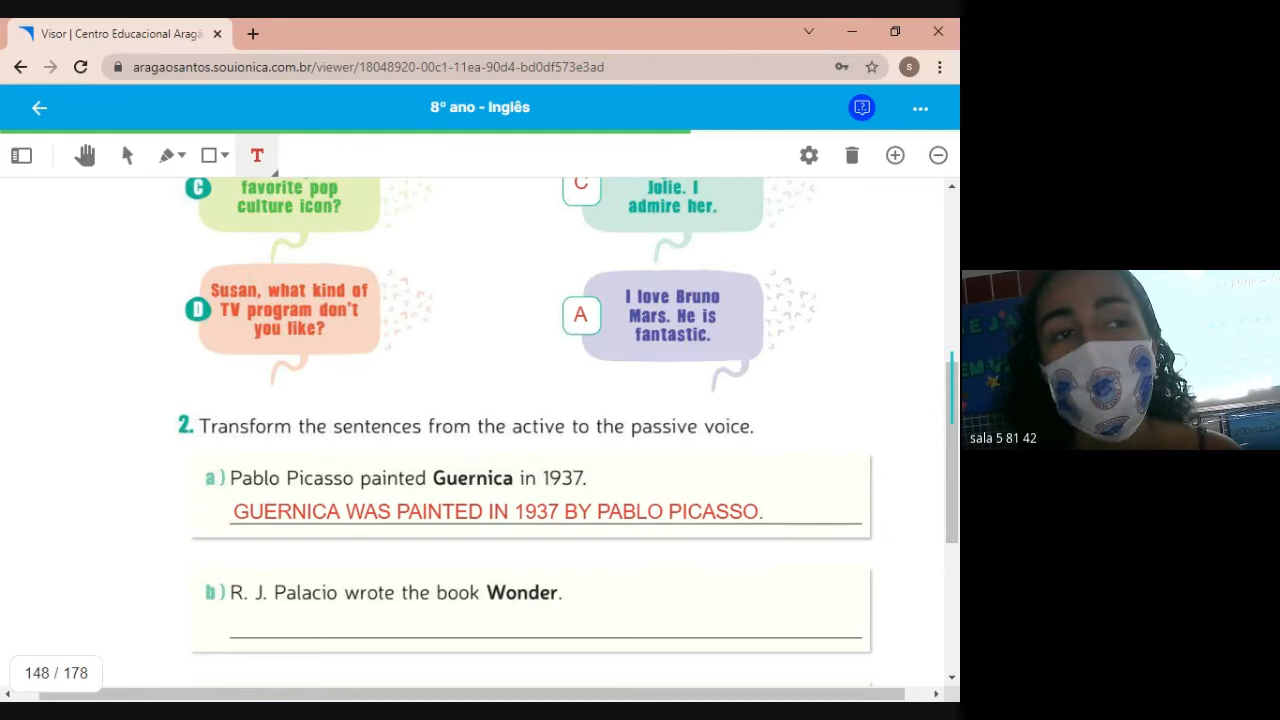 Visor | Centro Educacional Aragã
aragaosantos.souionica.com.br/viewer/18048920-00c1-11ea-90d4-bd0df573e3ad
s
8º ano - Inglês
T
C
favorite pop
culture icon?
C
Jolie. I
admire her.
D
Susan, what kind of
TV program don't
you like?
A
I love Bruno
Mars. He is
fantastic.
2. Transform the sentences from the active to the passive voice.
a) Pablo Picasso painted Guernica in 1937.
GUERNICA WAS PAINTED IN 1937 BY PABLO PICASSO.
b) R. J. Palacio wrote the book Wonder.
148 / 178
sala 5 81 42